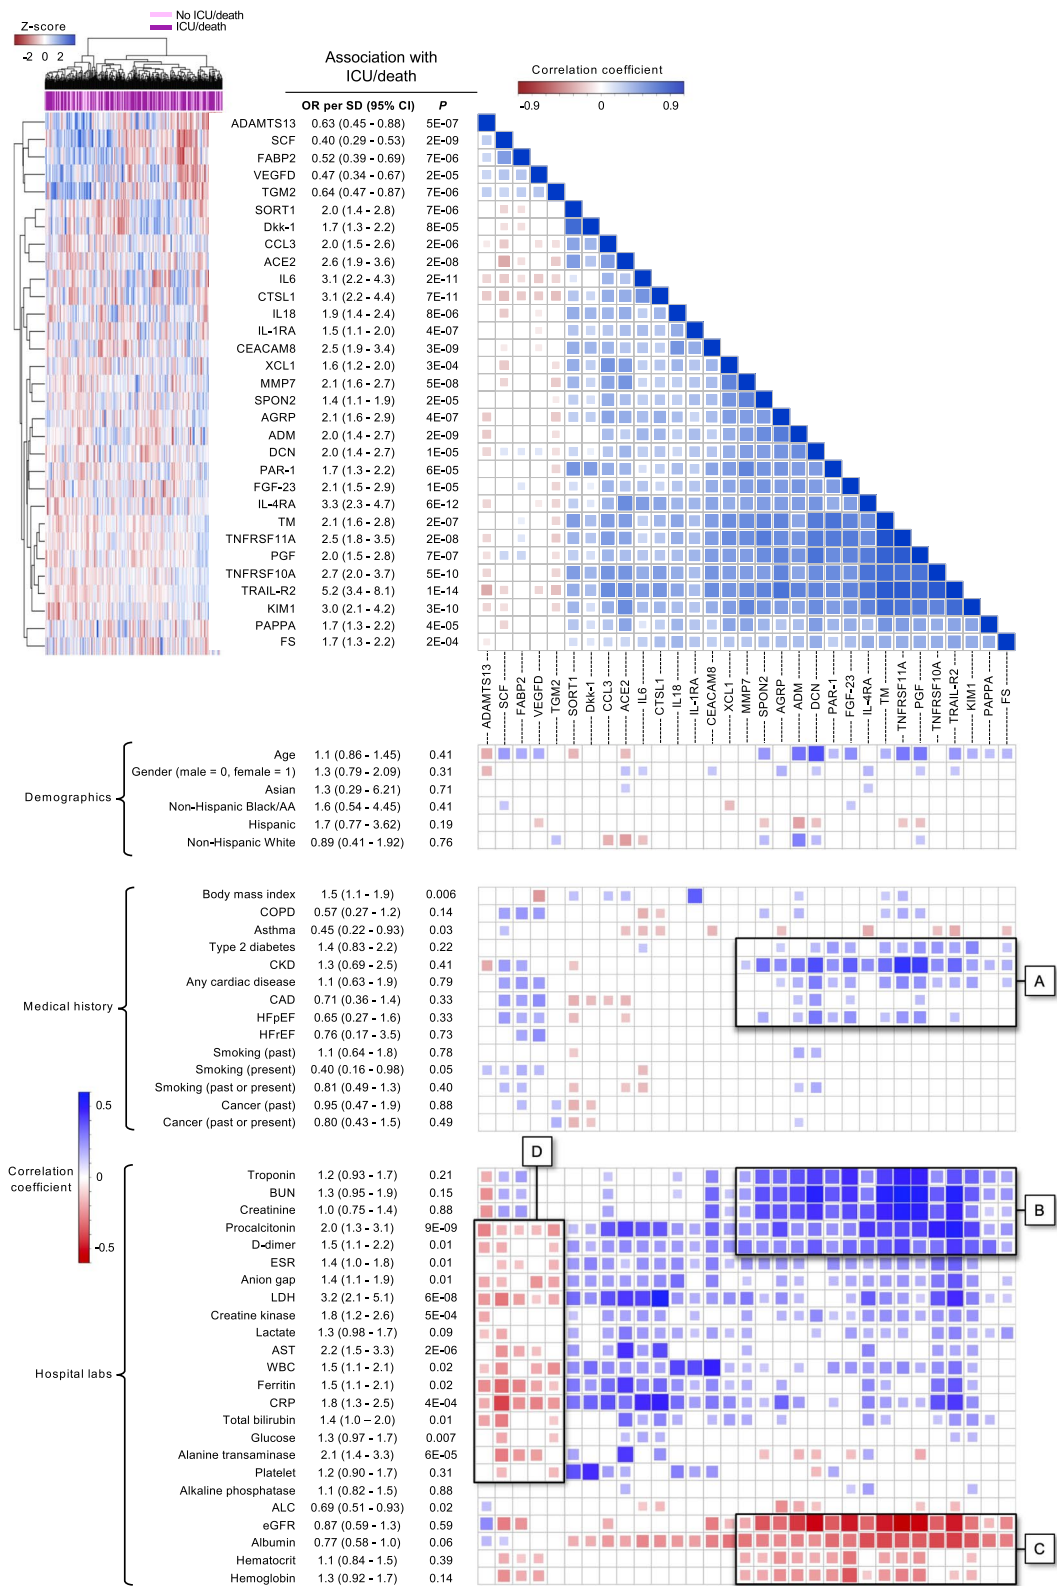 No ICU/death
ICU/death
Z-score
-2 0 2
Association with
ICU/death
OR per SD (95% CI) P
Correlation coefficient
-0.9 0 0.9
ADAMTS13 0.63 (0.45 - 0.88) 5E-07
SCF 0.40 (0.29 - 0.53) 2E-09
FABP2 0.52 (0.39 - 0.69) 7E-06
VEGFD 0.47 (0.34 - 0.67) 2E-05
TGM2 0.64 (0.47 - 0.87) 7E-06
SORT1 2.0 (1.4 - 2.8) 7E-06
Dkk-1 1.7 (1.3 - 2.2) 8E-05
CCL3 2.0 (1.5 - 2.6) 2E-06
ACE2 2.6 (1.9 - 3.6) 2E-08
IL6 3.1 (2.2 - 4.3) 2E-11
CTSL1 3.1 (2.2 - 4.4) 7E-11
IL18 1.9 (1.4 - 2.4) 8E-06
IL-1RA 1.5 (1.1 - 2.0) 4E-07
CEACAM8 2.5 (1.9 - 3.4) 3E-09
XCL1 1.6 (1.2 - 2.0) 3E-04
MMP7 2.1 (1.6 - 2.7) 5E-08
SPON2 1.4 (1.1 - 1.9) 2E-05
AGRP 2.1 (1.6 - 2.9) 4E-07
ADM 2.0 (1.4 - 2.7) 2E-09
DCN 2.0 (1.4 - 2.7) 1E-05
PAR-1 1.7 (1.3 - 2.2) 6E-05
FGF-23 2.1 (1.5 - 2.9) 1E-05
IL-4RA 3.3 (2.3 - 4.7) 6E-12
TM 2.1 (1.6 - 2.8) 2E-07
TNFRSF11A 2.5 (1.8 - 3.5) 2E-08
PGF 2.0 (1.5 - 2.8) 7E-07
TNFRSF10A 2.7 (2.0 - 3.7) 5E-10
TRAIL-R2 5.2 (3.4 - 8.1) 1E-14
KIM1 3.0 (2.1 - 4.2) 3E-10
PAPPA 1.7 (1.3 - 2.2) 4E-05
FS 1.7 (1.3 - 2.2) 2E-04
ADAMTS13 SCF FABP2 VEGFD TGM2 SORT1 Dkk-1 CCL3 ACE2 IL6 CTSL1 IL18 IL-1RA CEACAM8 XCL1 MMP7 SPON2 AGRP ADM DCN PAR-1 FGF-23 IL-4RA TM TNFRSF11A PGF TNFRSF10A TRAIL-R2 KIM1 PAPPA FS
Demographics
Age 1.1 (0.86 - 1.45) 0.41
Gender (male = 0, female = 1) 1.3 (0.79 - 2.09) 0.31
Asian 1.3 (0.29 - 6.21) 0.71
Non-Hispanic Black/AA 1.6 (0.54 - 4.45) 0.41
Hispanic 1.7 (0.77 - 3.62) 0.19
Non-Hispanic White 0.89 (0.41 - 1.92) 0.76
Medical history
Body mass index 1.5 (1.1 - 1.9) 0.006
COPD 0.57 (0.27 - 1.2) 0.14
Asthma 0.45 (0.22 - 0.93) 0.03
Type 2 diabetes 1.4 (0.83 - 2.2) 0.22
CKD 1.3 (0.69 - 2.5) 0.41
Any cardiac disease 1.1 (0.63 - 1.9) 0.79
CAD 0.71 (0.36 - 1.4) 0.33
HFpEF 0.65 (0.27 - 1.6) 0.33
HFrEF 0.76 (0.17 - 3.5) 0.73
Smoking (past) 1.1 (0.64 - 1.8) 0.78
Smoking (present) 0.40 (0.16 - 0.98) 0.05
Smoking (past or present) 0.81 (0.49 - 1.3) 0.40
Cancer (past) 0.95 (0.47 - 1.9) 0.88
Cancer (past or present) 0.80 (0.43 - 1.5) 0.49
A
Correlation
coefficient
0.5
0
-0.5
D
Hospital labs
Troponin 1.2 (0.93 - 1.7) 0.21
BUN 1.3 (0.95 - 1.9) 0.15
Creatinine 1.0 (0.75 - 1.4) 0.88
Procalcitonin 2.0 (1.3 - 3.1) 9E-09
D-dimer 1.5 (1.1 - 2.2) 0.01
ESR 1.4 (1.0 - 1.8) 0.01
Anion gap 1.4 (1.1 - 1.9) 0.01
LDH 3.2 (2.1 - 5.1) 6E-08
Creatine kinase 1.8 (1.2 - 2.6) 5E-04
Lactate 1.3 (0.98 - 1.7) 0.09
AST 2.2 (1.5 - 3.3) 2E-06
WBC 1.5 (1.1 - 2.1) 0.02
Ferritin 1.5 (1.1 - 2.1) 0.02
CRP 1.8 (1.3 - 2.5) 4E-04
Total bilirubin 1.4 (1.0 – 2.0) 0.01
Glucose 1.3 (0.97 - 1.7) 0.007
Alanine transaminase 2.1 (1.4 - 3.3) 6E-05
Platelet 1.2 (0.90 - 1.7) 0.31
Alkaline phosphatase 1.1 (0.82 - 1.5) 0.88
ALC 0.69 (0.51 - 0.93) 0.02
eGFR 0.87 (0.59 - 1.3) 0.59
Albumin 0.77 (0.58 - 1.0) 0.06
Hematocrit 1.1 (0.84 - 1.5) 0.39
Hemoglobin 1.3 (0.92 - 1.7) 0.14
B
C